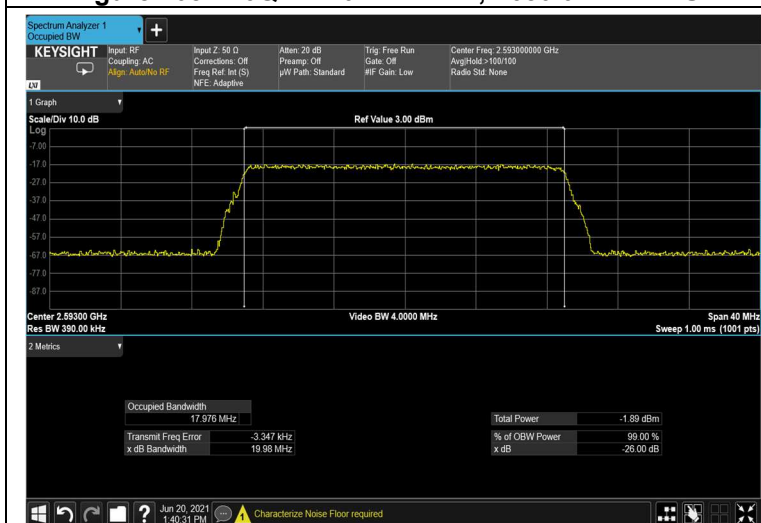 Spectrum Analyzer 1
Occupied BW
+
KEYSIGHT
Input: RF
Coupling: AC
Align: Auto/No RF
Input Z: 50 Ω
Corrections: Off
Freq Ref: Int (S)
NFE: Adaptive
Atten: 20 dB
Preamp: Off
µW Path: Standard
Trig: Free Run
Gate: Off
#IF Gain: Low
Center Freq: 2.593000000 GHz
Avg|Hold:>100/100
Radio Std: None
LXI
1 Graph
Scale/Div 10.0 dB
Ref Value 3.00 dBm
Log
-7.00
-17.0
-27.0
-37.0
-47.0
-57.0
-67.0
-77.0
-87.0
Center 2.59300 GHz
Video BW 4.0000 MHz
Span 40 MHz
Res BW 390.00 kHz
Sweep 1.00 ms (1001 pts)
2 Metrics
Occupied Bandwidth
17.976 MHz
Total Power -1.89 dBm
Transmit Freq Error -3.347 kHz
% of OBW Power 99.00 %
x dB Bandwidth 19.98 MHz
x dB -26.00 dB
?
Jun 20, 2021
1:40:31 PM
Characterize Noise Floor required